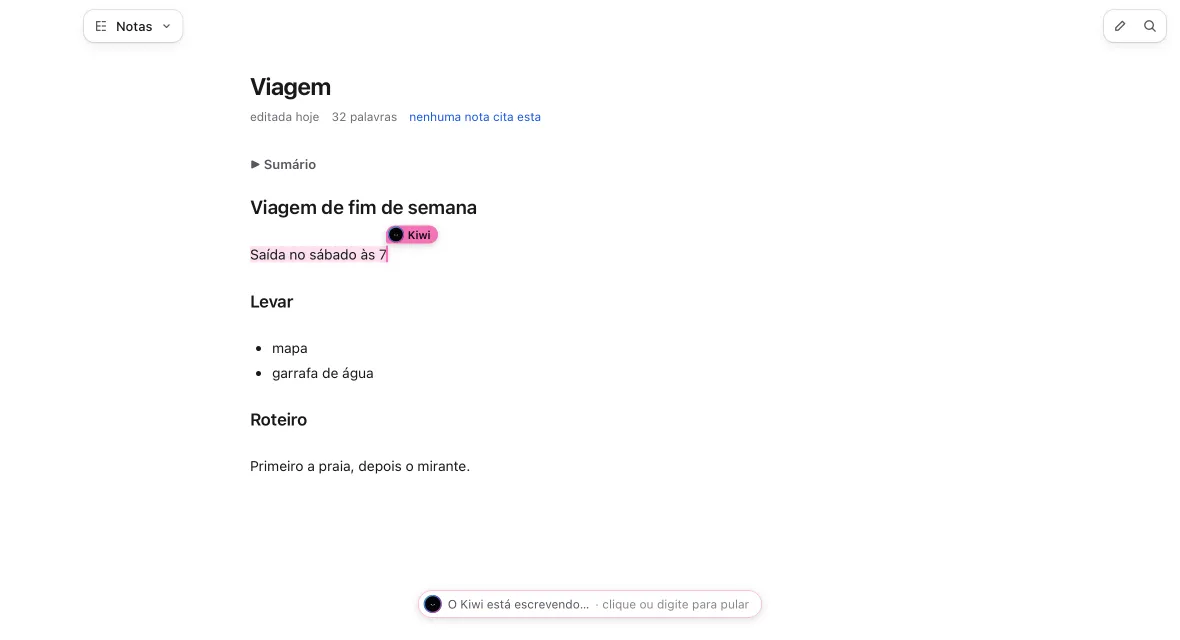 Notas
Viagem
editada hoje 32 palavras nenhuma nota cita esta
▶ Sumário
Viagem de fim de semana
Kiwi
Saída no sábado às 7
Levar
• mapa
• garrafa de água
Roteiro
Primeiro a praia, depois o mirante.
O Kiwi está escrevendo... · clique ou digite para pular